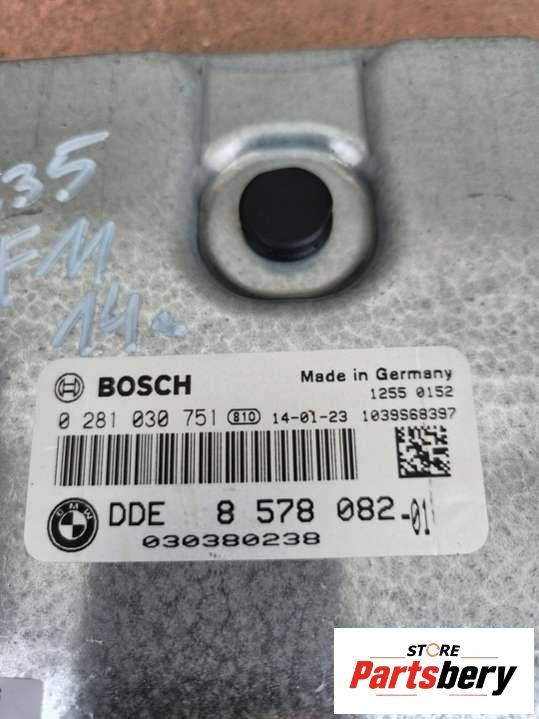 35
FM
14-
BOSCH
Made in Germany
1255 0152
0 281 030 751 810 14-01-23 1039S68397
BMW
DDE 8 578 082-01
030380238
STORE
Partsbery